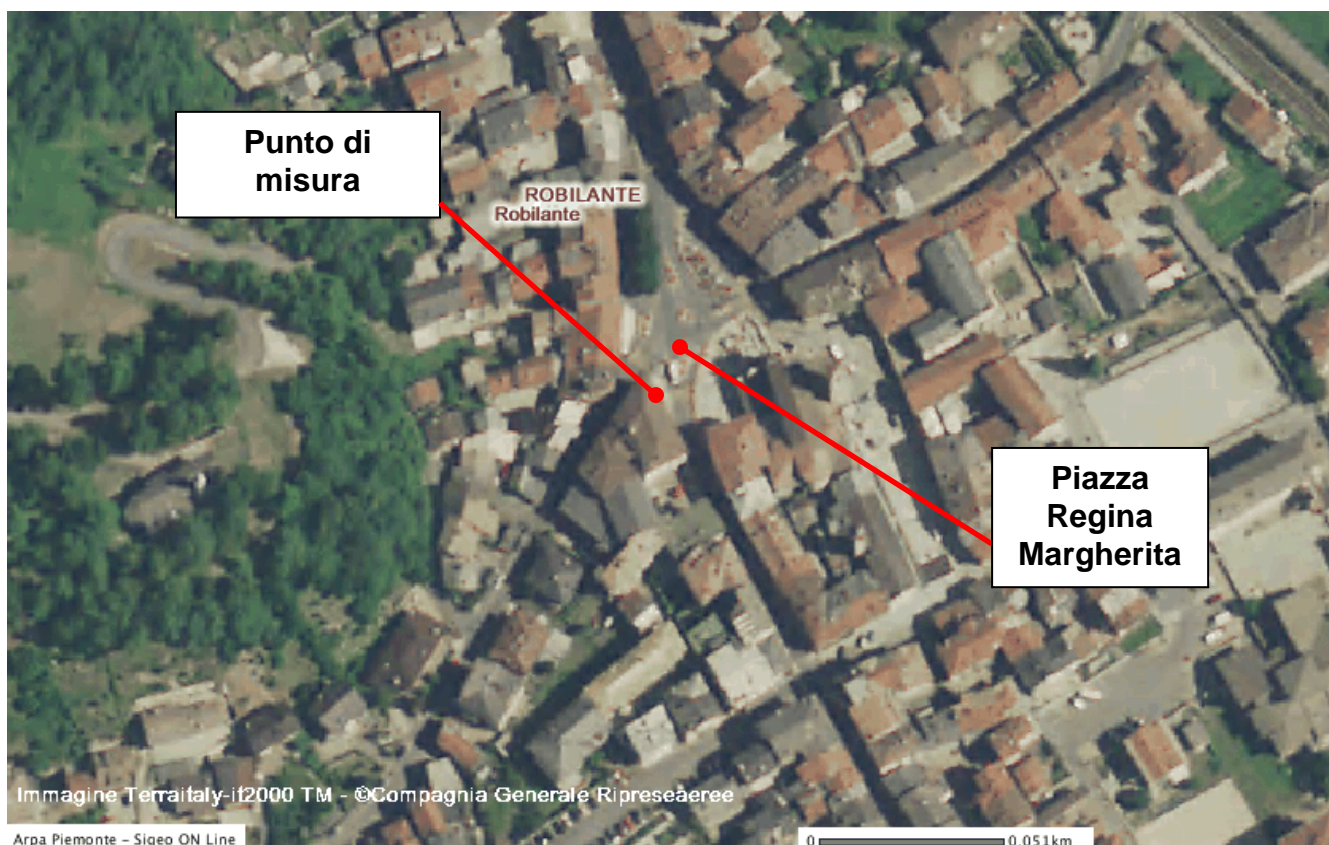 Punto di
misura
ROBILANTE
Robilante
Piazza
Regina
Margherita
Immagine Terraitaly-it2000 TM - ©Compagnia Generale Ripreseaeree
Arpa Piemonte - Sigeo ON Line
0 0.051km